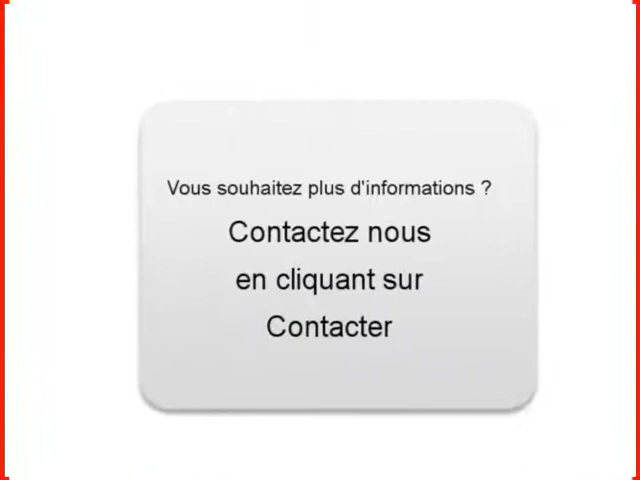 Vous souhaitez plus d'informations ?
Contactez nous
en cliquant sur
Contacter